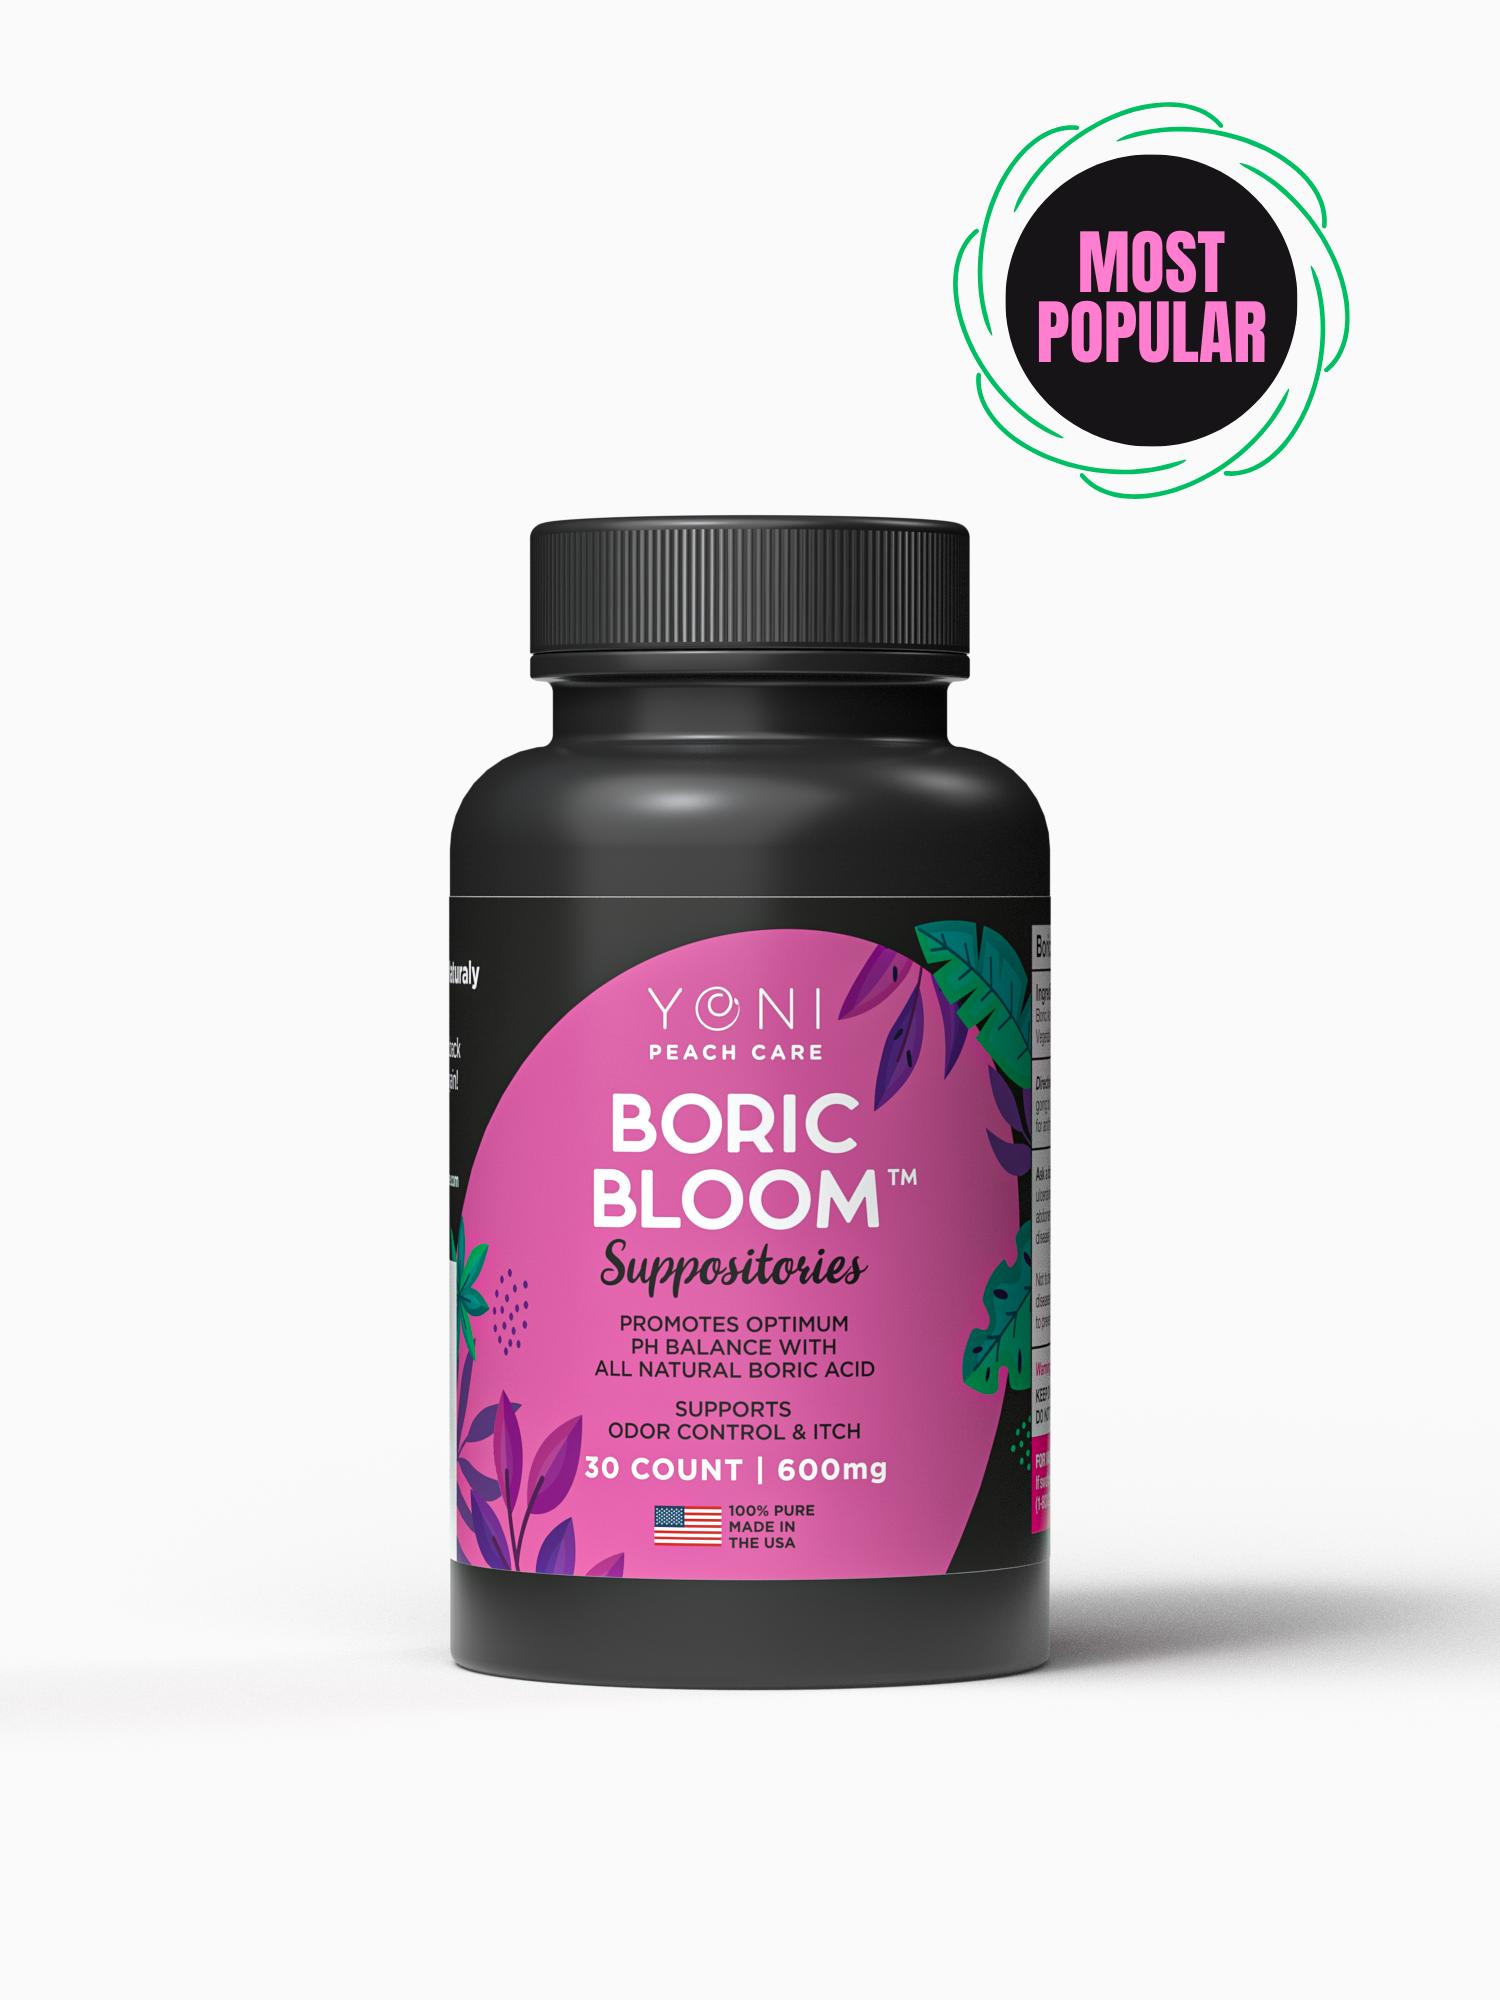 MOST
POPULAR
YONI
PEACH CARE
BORIC
BLOOM™
Suppositories
PROMOTES OPTIMUM
PH BALANCE WITH
ALL NATURAL BORIC ACID
SUPPORTS
ODOR CONTROL & ITCH
30 COUNT | 600mg
100% PURE
MADE IN
THE USA